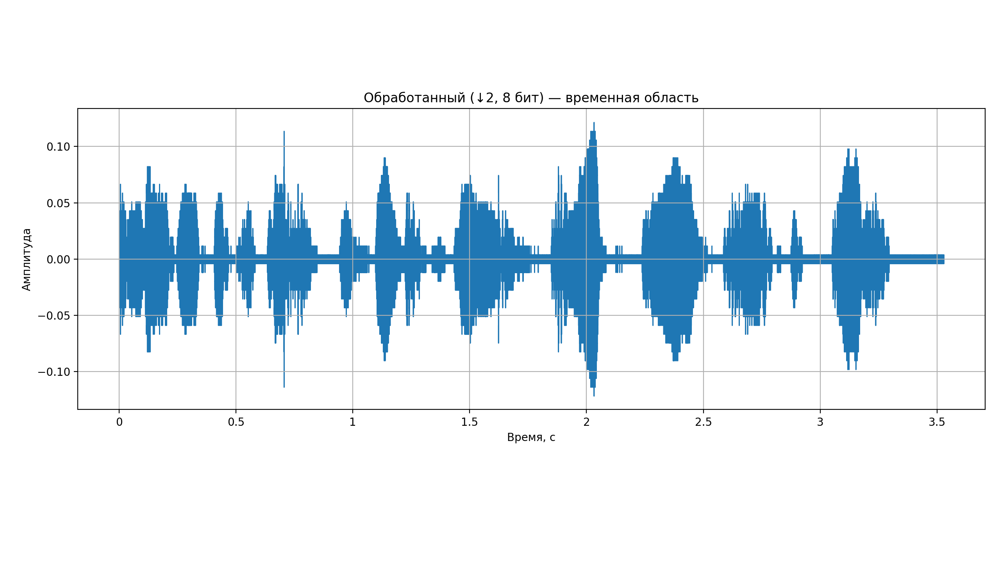 Обработанный (↓2, 8 бит) — временная область
Амплитуда
0.10
0.05
0.00
−0.05
−0.10
0 0.5 1 1.5 2 2.5 3 3.5
Время, с